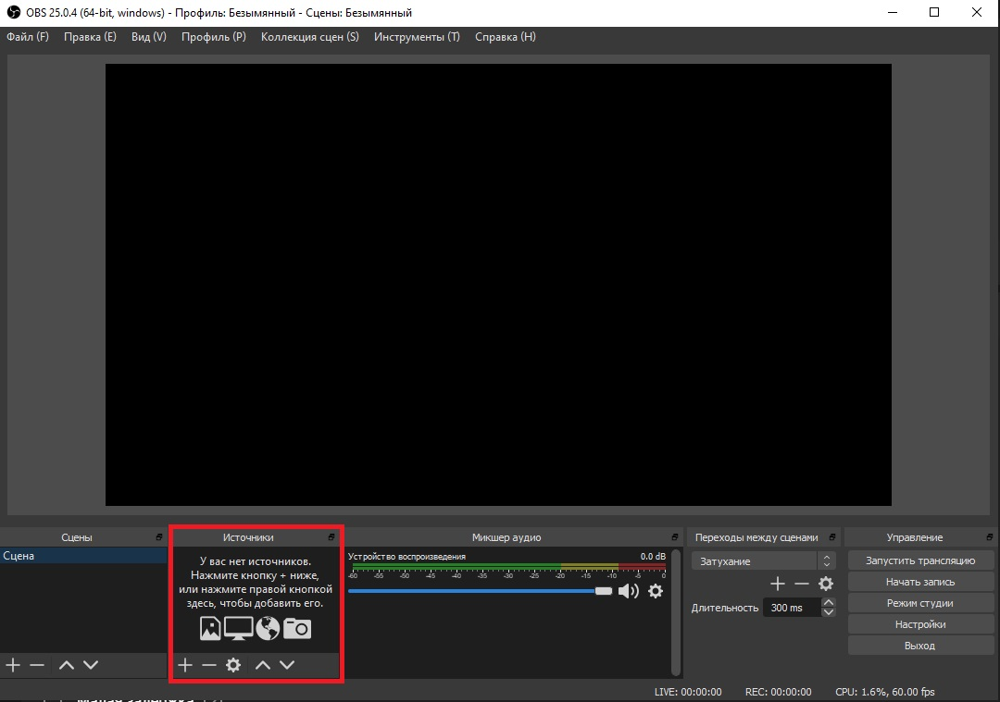 OBS 25.0.4 (64-bit, windows) - Профиль: Безымянный - Сцены: Безымянный
Файл (F) Правка (E) Вид (V) Профиль (P) Коллекция сцен (S) Инструменты (T) Справка (H)
Сцены
Сцена
Источники
У вас нет источников.
Нажмите кнопку + ниже,
или нажмите правой кнопкой
здесь, чтобы добавить его.
Микшер аудио
Устройство воспроизведения 0.0 dB
-60 -55 -50 -45 -40 -35 -30 -25 -20 -15 -10 -5 0
Переходы между сценами
Затухание
Длительность 300 ms
Управление
Запустить трансляцию
Начать запись
Режим студии
Настройки
Выход
LIVE: 00:00:00 REC: 00:00:00 CPU: 1.6%, 60.00 fps